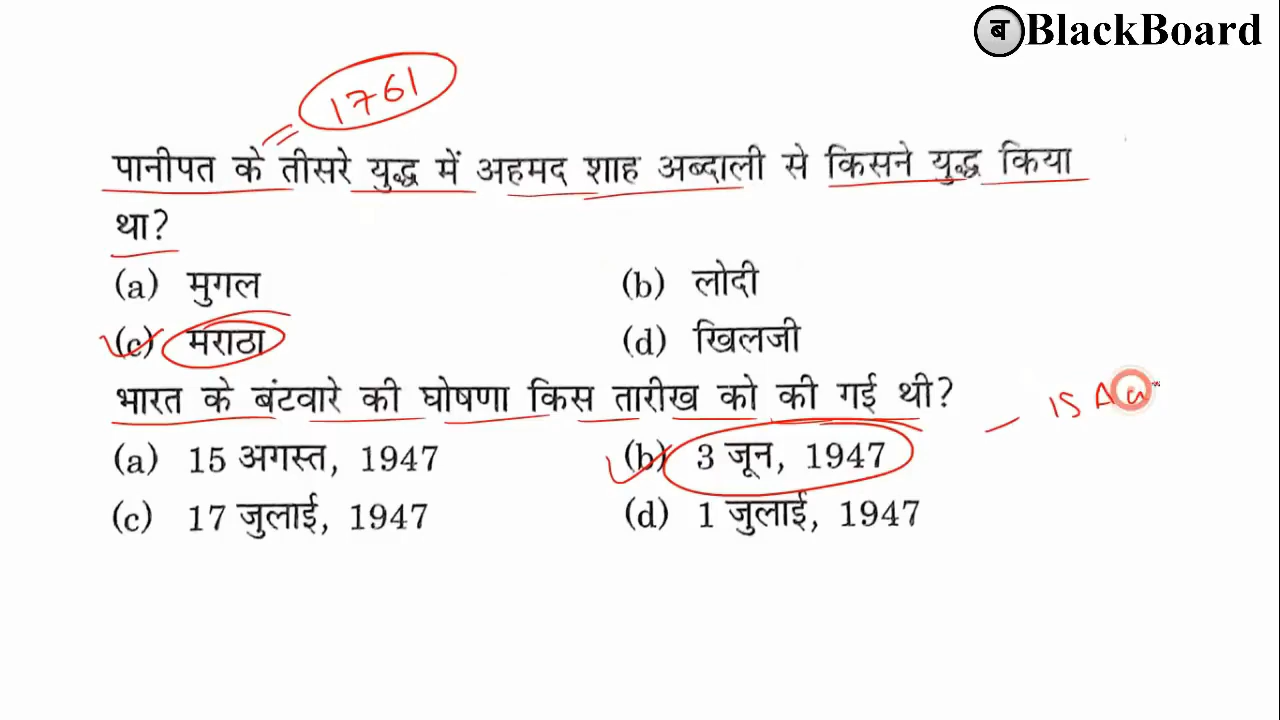 ब BlackBoard
1761
पानीपत के तीसरे युद्ध में अहमद शाह अब्दाली से किसने युद्ध किया
था?
(a) मुगल (b) लोदी
(c) मराठा (d) खिलजी
भारत के बंटवारे की घोषणा किस तारीख को की गई थी? – 15 A
(a) 15 अगस्त, 1947 (b) 3 जून, 1947
(c) 17 जुलाई, 1947 (d) 1 जुलाई, 1947